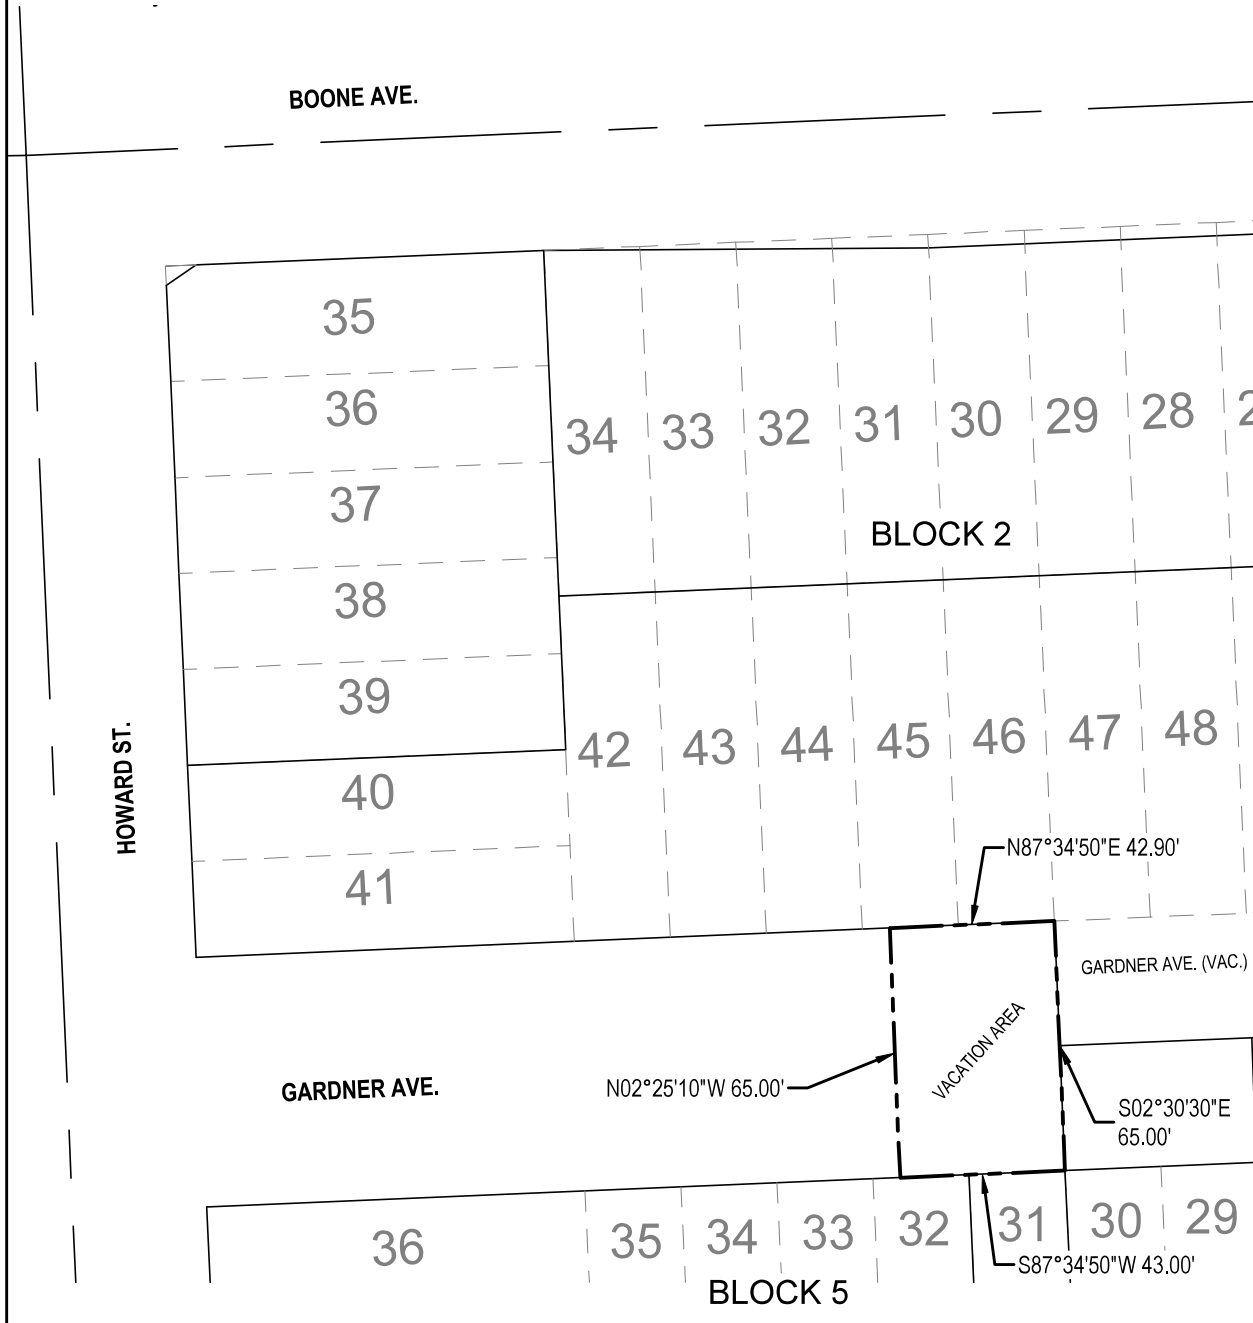 BOONE AVE.
35
36
37
38
39
40
41
34 33 32 31 30 29 28
BLOCK 2
42 43 44 45 46 47 48
HOWARD ST.
N87°34'50"E 42.90'
GARDNER AVE. (VAC.)
VACATION AREA
GARDNER AVE.
N02°25'10"W 65.00'
S02°30'30"E
65.00'
36 35 34 33 32 31 30 29
S87°34'50"W 43.00'
BLOCK 5